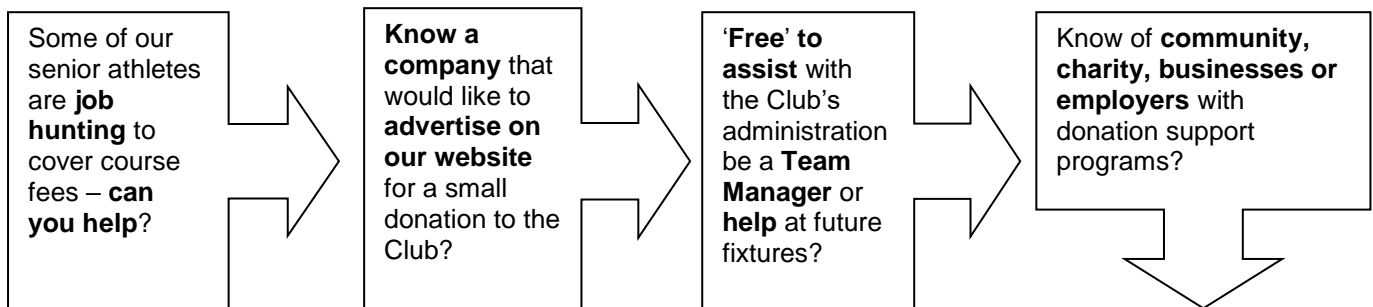 Some of our
senior athletes
are job
hunting to
cover course
fees – can
you help?
Know a
company that
would like to
advertise on
our website
for a small
donation to the
Club?
‘Free’ to
assist with
the Club’s
administration
be a Team
Manager or
help at future
fixtures?
Know of community,
charity, businesses or
employers with
donation support
programs?